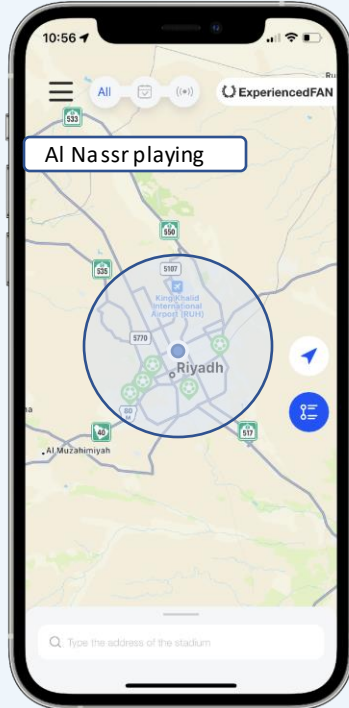 10:56
All
ExperiencedFAN
533
Al Nassr playing
550
535
5107
King Khalid
International
Airport (RUH)
5770
Riyadh
80
40
517
Al Muzahimiyah
Type the address of the stadium